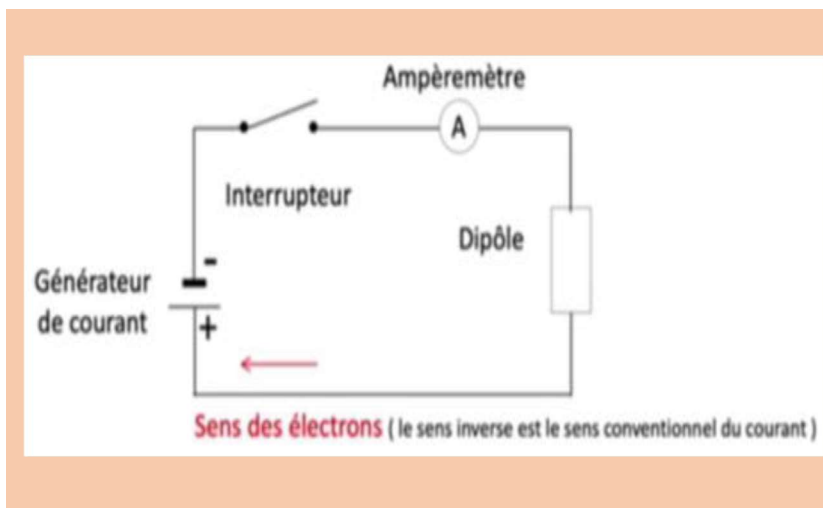 Ampèremètre
A
Interrupteur
Dipôle
-
Générateur
de courant
+
Sens des électrons ( le sens inverse est le sens conventionnel du courant )